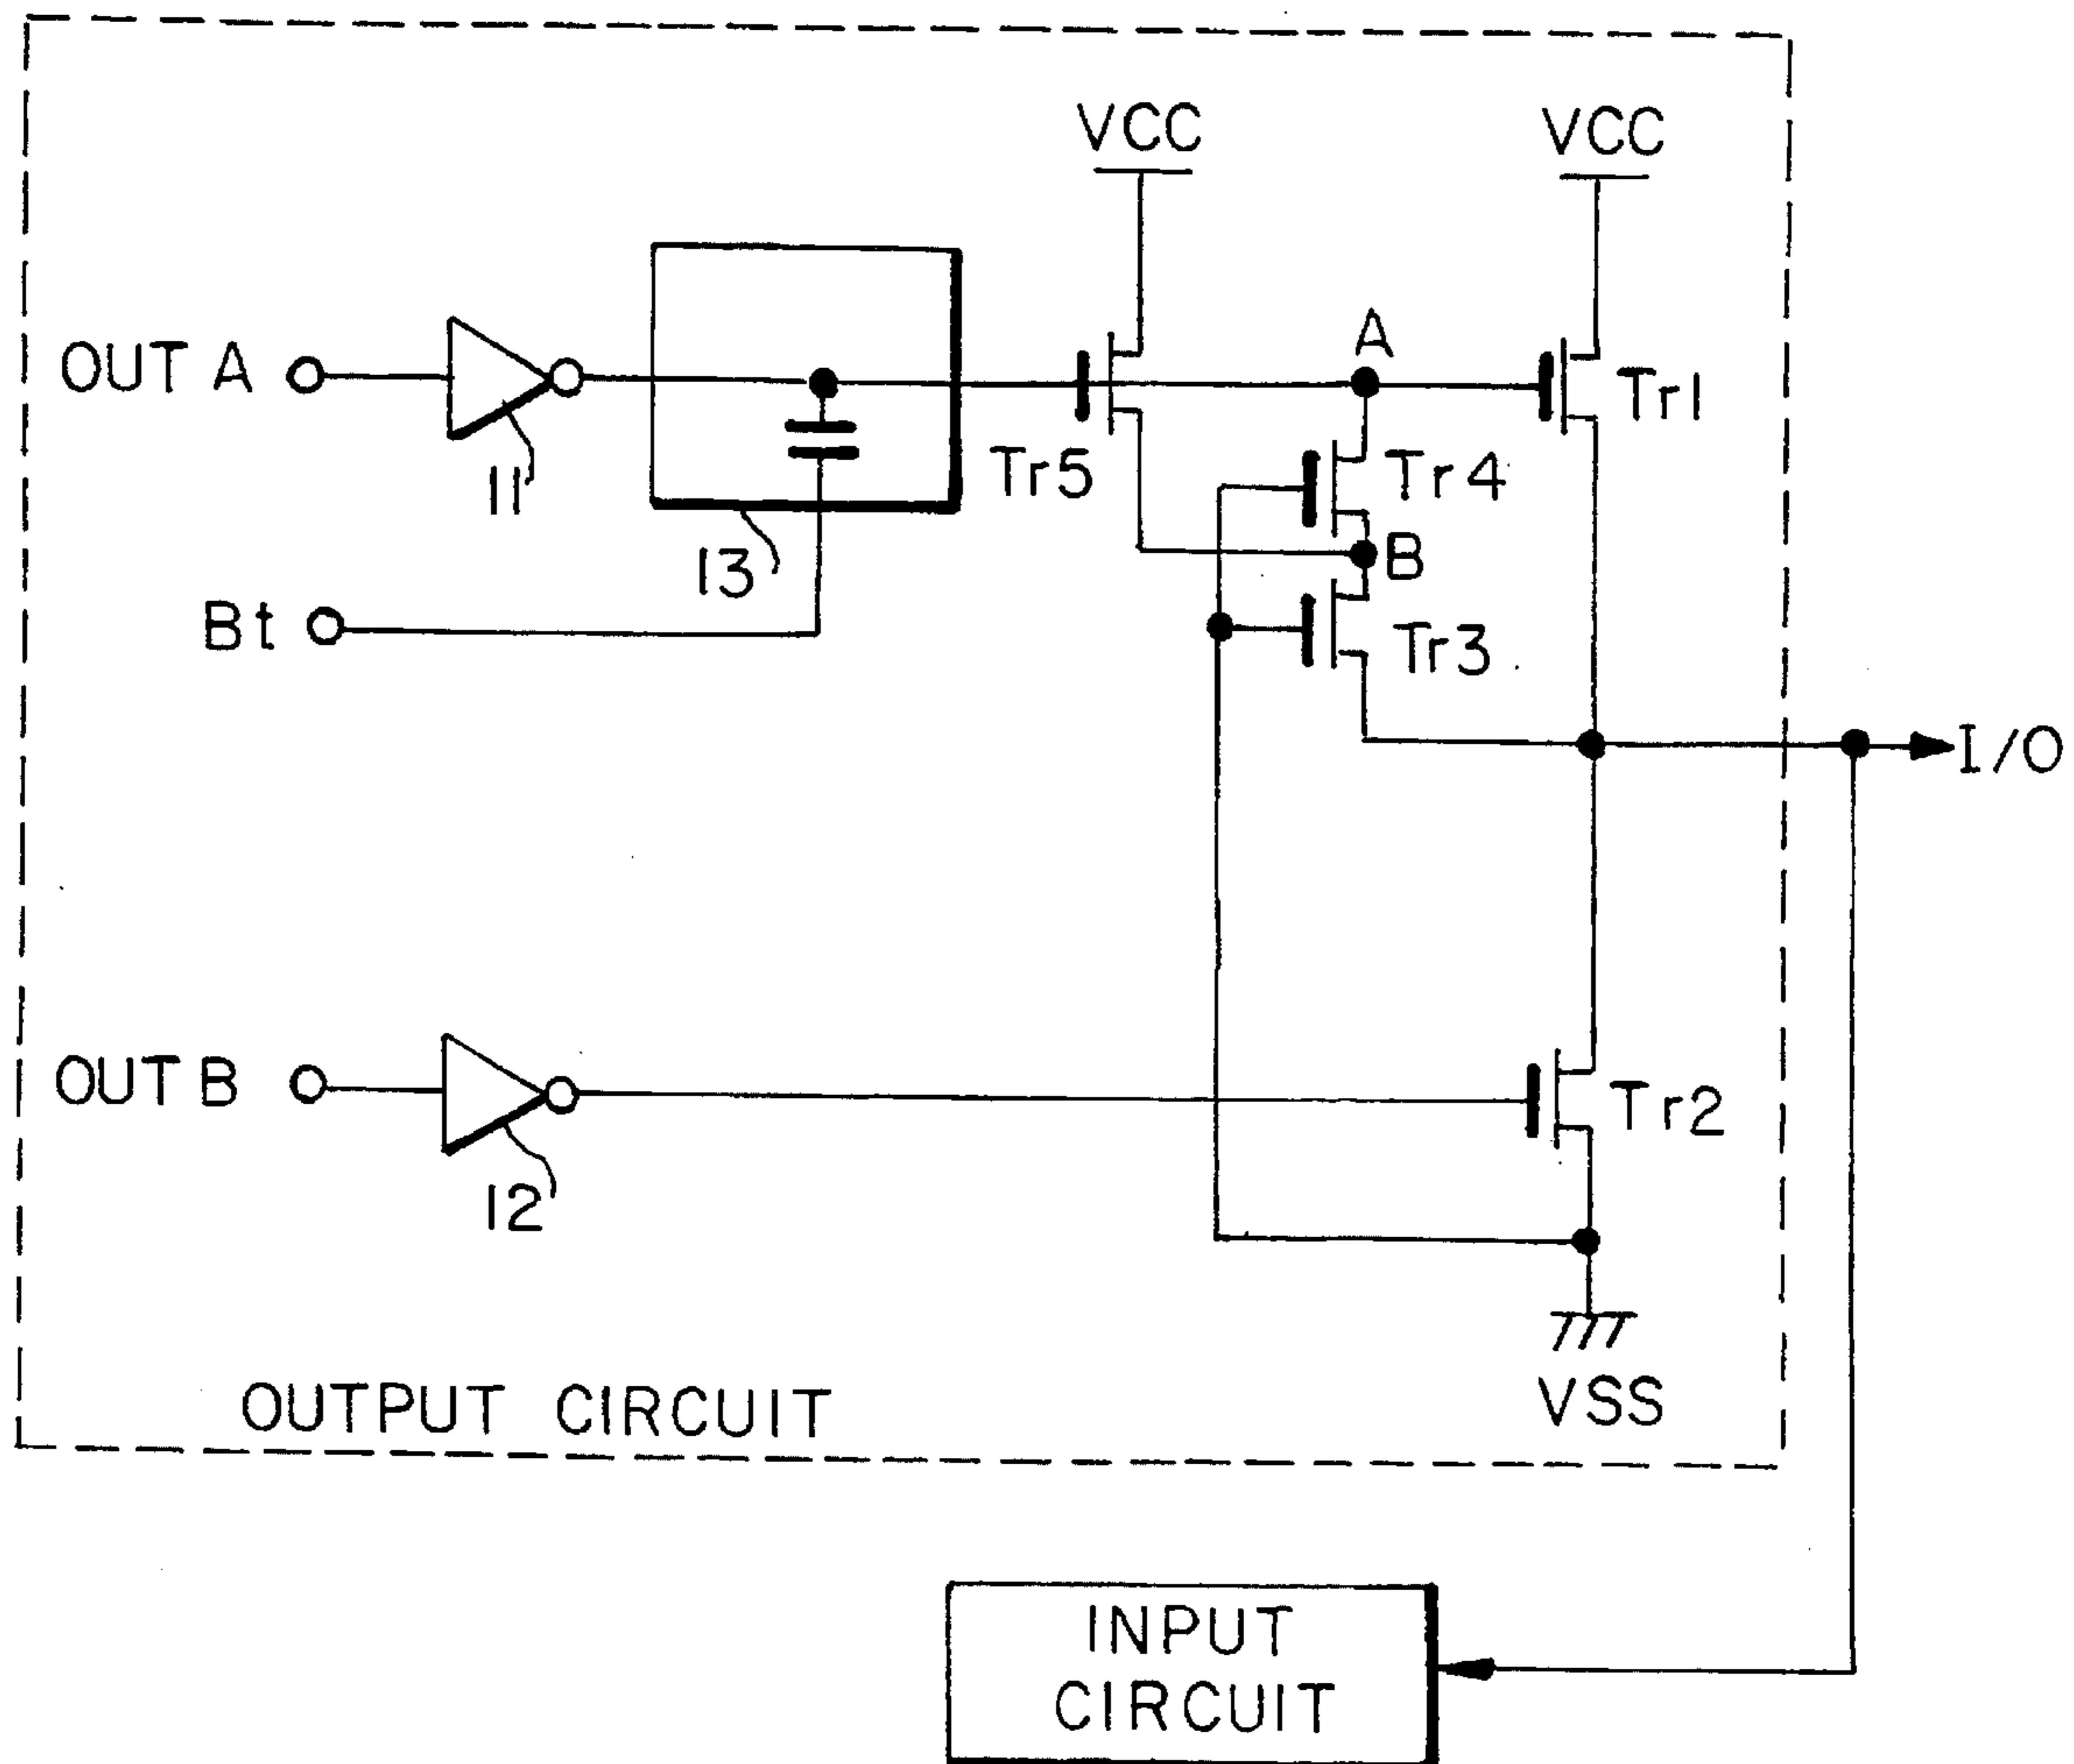 VCC
VCC
OUT A
A
Tr1
11
Tr5
Tr4
13
B
Bt
Tr3
I/O
OUT B
Tr2
12
OUTPUT CIRCUIT
VSS
INPUT
CIRCUIT